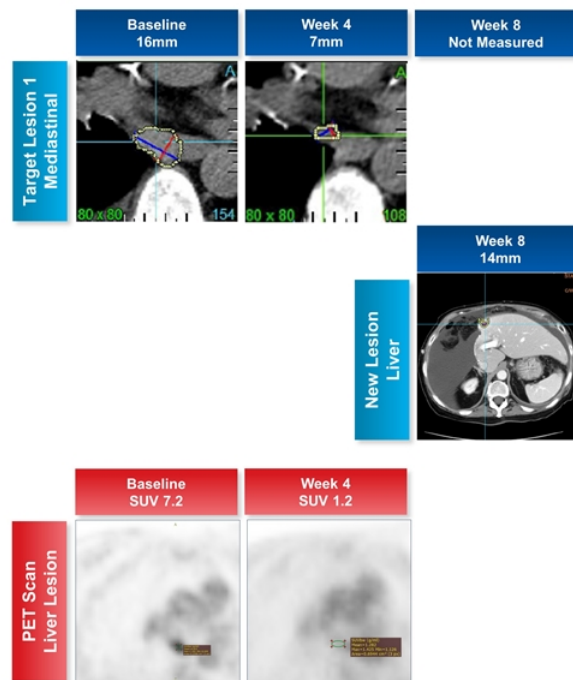 Baseline
16mm
Week 4
7mm
Week 8
Not Measured
Target Lesion 1
Mediastinal
A
80 x 80
154
A
80 x 80
108
Week 8
14mm
New Lesion
Liver
Baseline
SUV 7.2
Week 4
SUV 1.2
PET Scan
Liver Lesion